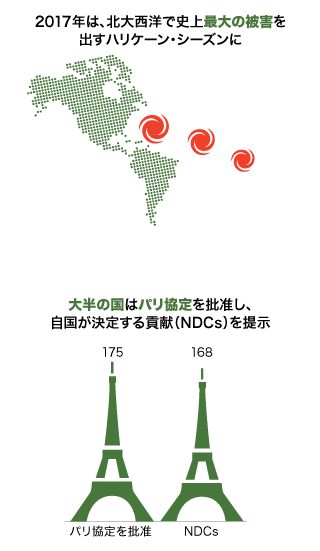 2017年は、北大西洋で史上最大の被害を
出すハリケーン・シーズンに
大半の国はパリ協定を批准し、
自国が決定する貢献（NDCs）を提示
175 168
パリ協定を批准 NDCs